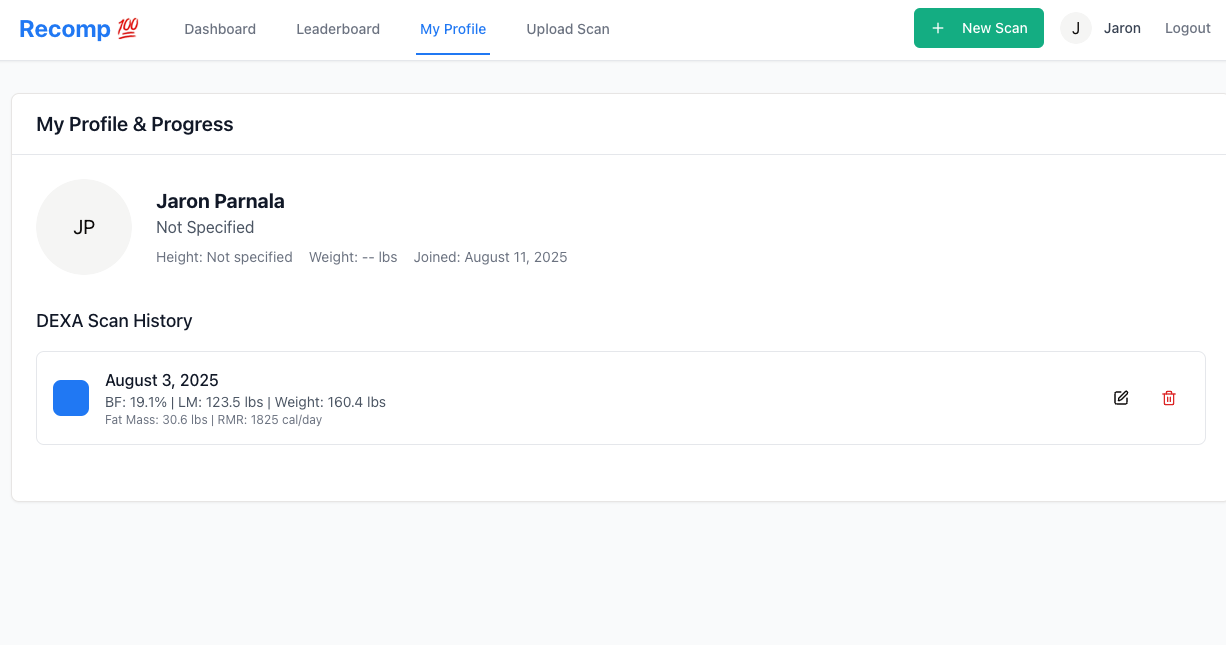 Recomp 💯
Dashboard
Leaderboard
My Profile
Upload Scan
+ New Scan
J
Jaron
Logout
My Profile & Progress
JP
Jaron Parnala
Not Specified
Height: Not specified Weight: -- lbs Joined: August 11, 2025
DEXA Scan History
August 3, 2025
BF: 19.1% | LM: 123.5 lbs | Weight: 160.4 lbs
Fat Mass: 30.6 lbs | RMR: 1825 cal/day